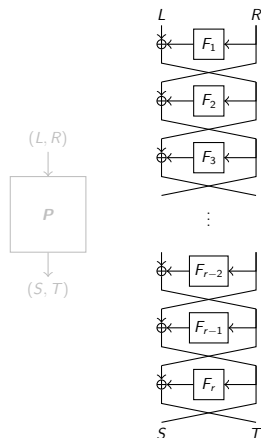 L R
F₁
F₂
F₃
(L, R)
P
⋮
(S, T)
Fᵣ₋₂
Fᵣ₋₁
Fᵣ
S T